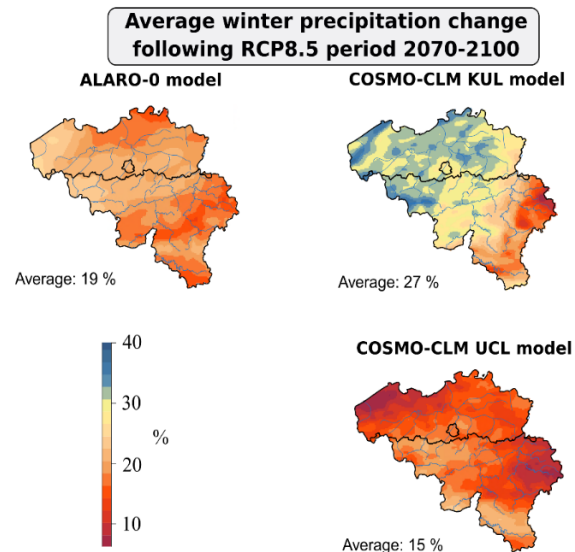 Average winter precipitation change
following RCP8.5 period 2070-2100
ALARO-0 model
COSMO-CLM KUL model
Average: 19 %
Average: 27 %
COSMO-CLM UCL model
40
30
%
20
10
Average: 15 %